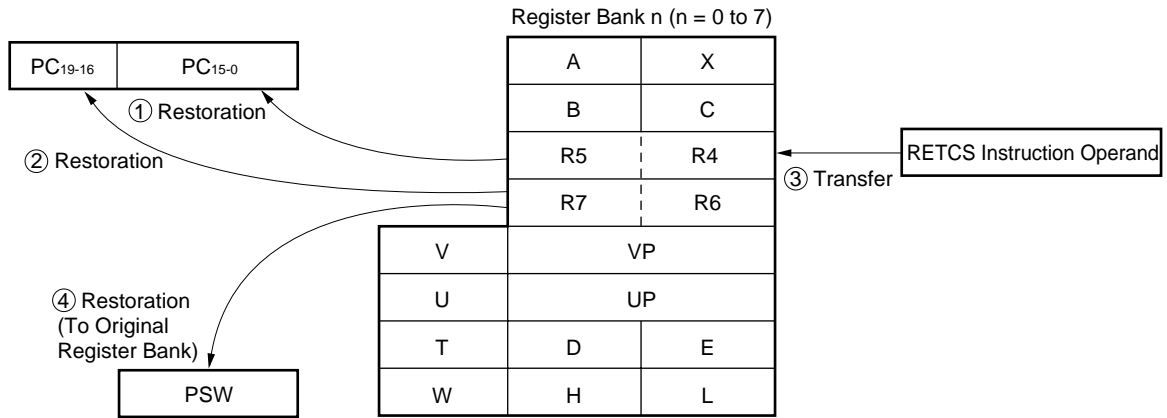 Register Bank n (n = 0 to 7)
PC19-16 PC15-0
A X
① Restoration
B C
② Restoration
R5 R4
RETCS Instruction Operand
③ Transfer
R7 R6
V VP
U UP
④ Restoration
(To Original
Register Bank)
T D E
PSW
W H L